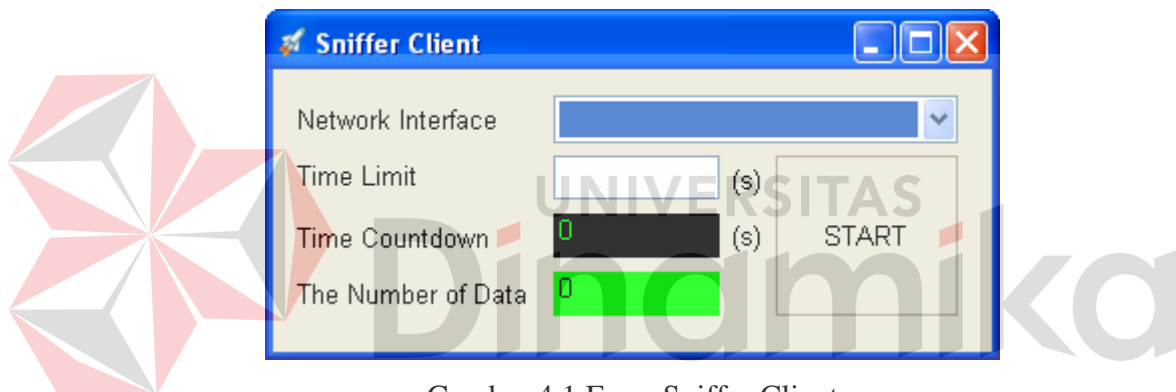 Sniffer Client
Network Interface
Time Limit (s)
Time Countdown 0 (s)
The Number of Data 0
START
UNIVERSITAS
Dinamika
Gambar 4.1 Form Sniffer Client